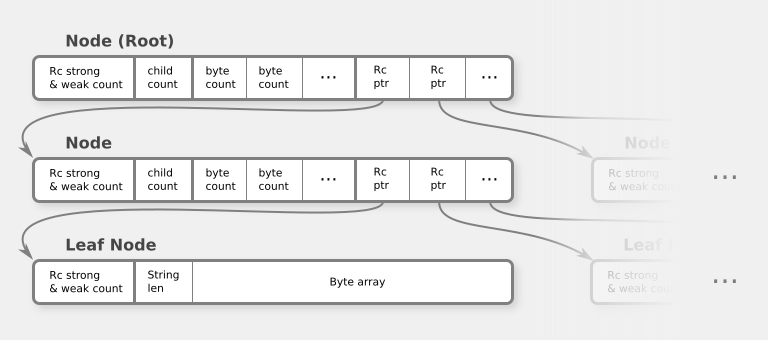 Node (Root)
Rc strong
& weak count
child
count
byte
count
byte
count
...
Rc
ptr
Rc
ptr
...
Node
Rc strong
& weak count
child
count
byte
count
byte
count
...
Rc
ptr
Rc
ptr
...
Node
Rc strong
& weak cou
...
Leaf Node
Rc strong
& weak count
String
len
Byte array
Leaf
Rc strong
& weak cou
...